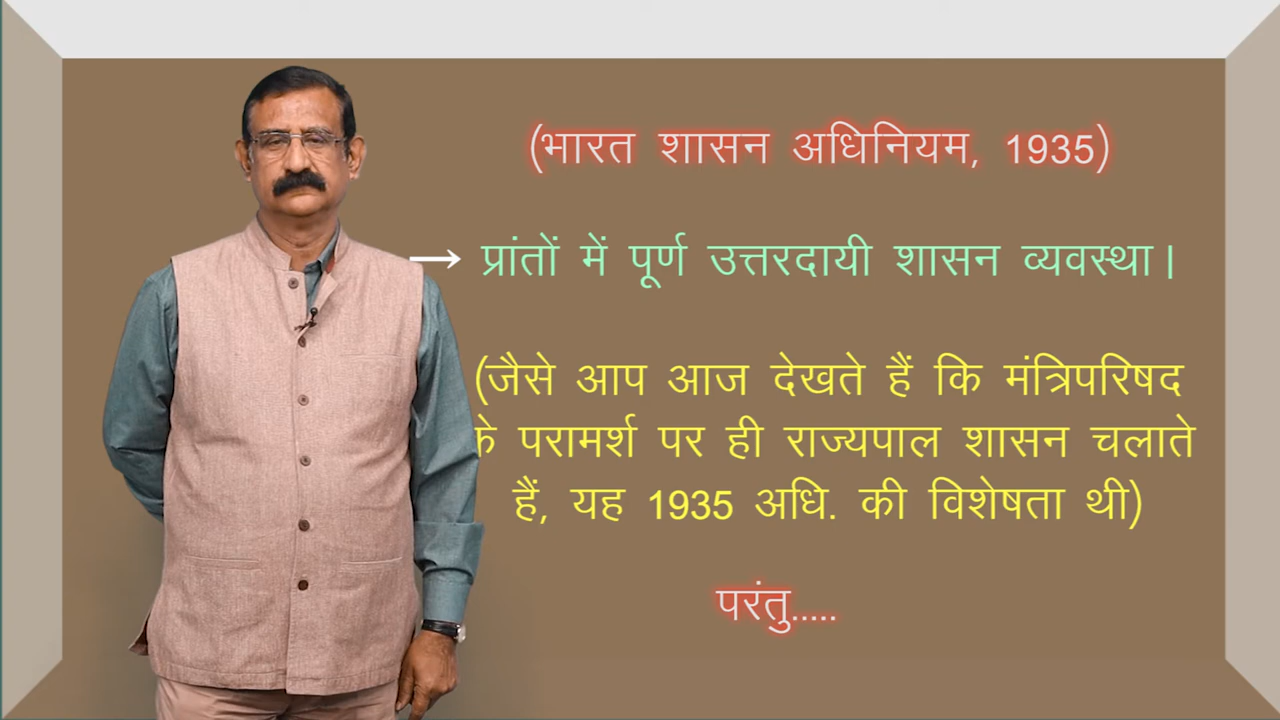 (भारत शासन अधिनियम, 1935)
→ प्रांतों में पूर्ण उत्तरदायी शासन व्यवस्था।
(जैसे आप आज देखते हैं कि मंत्रिपरिषद
के परामर्श पर ही राज्यपाल शासन चलाते
हैं, यह 1935 अधि. की विशेषता थी)
परंतु.....